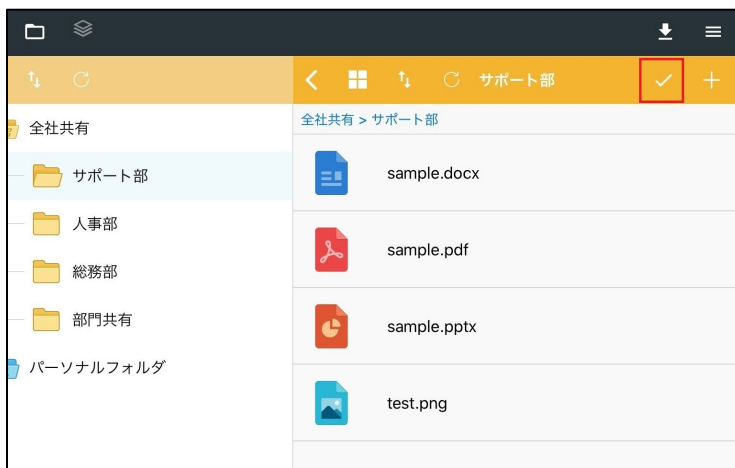 サポート部
全社共有
サポート部
人事部
総務部
部門共有
パーソナルフォルダ
全社共有 > サポート部
sample.docx
sample.pdf
sample.pptx
test.png